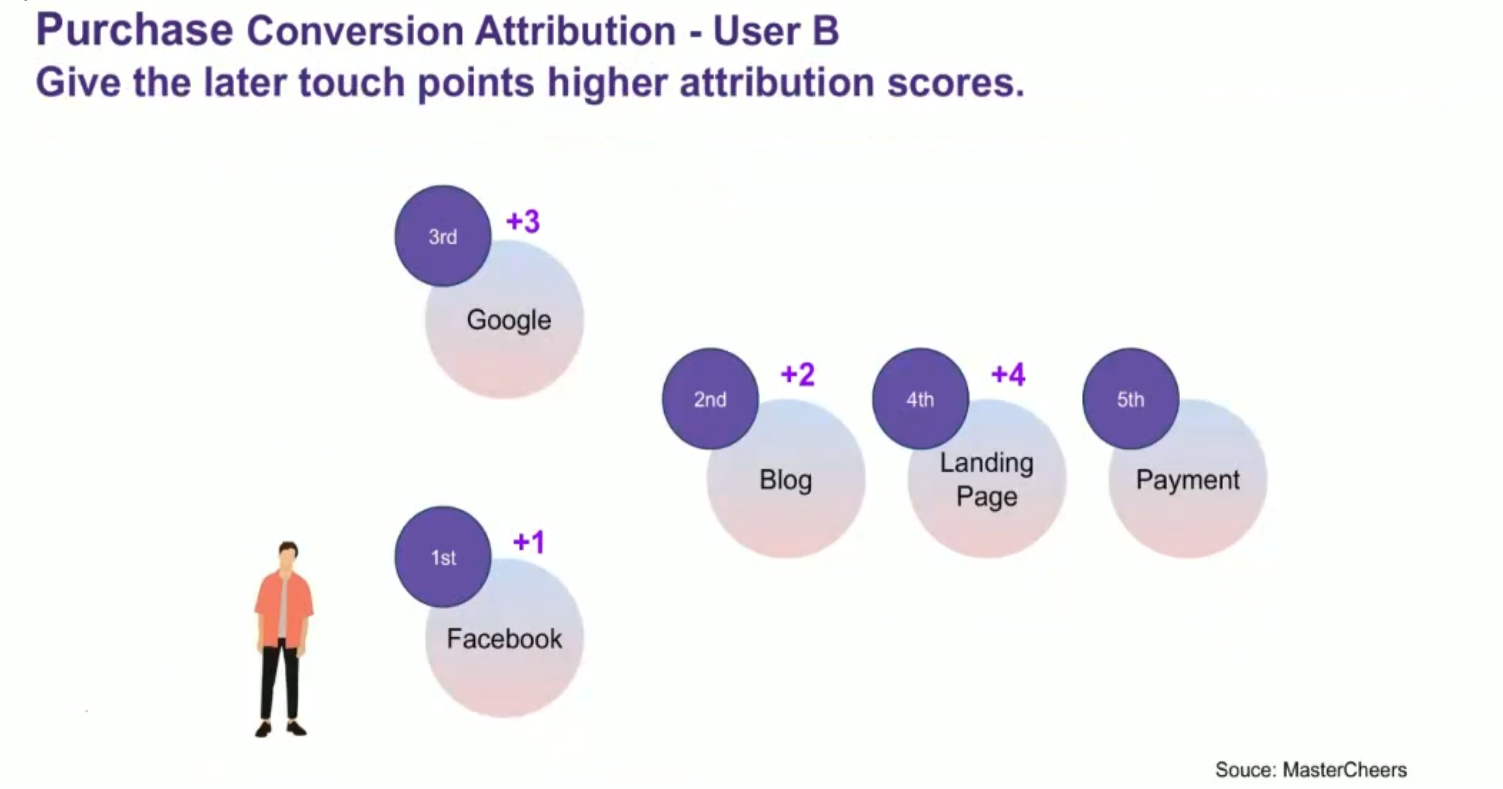 Purchase Conversion Attribution - User B
Give the later touch points higher attribution scores.
3rd
+3
Google
2nd
+2
Blog
4th
+4
Landing
Page
5th
Payment
1st
+1
Facebook
Souce: MasterCheers